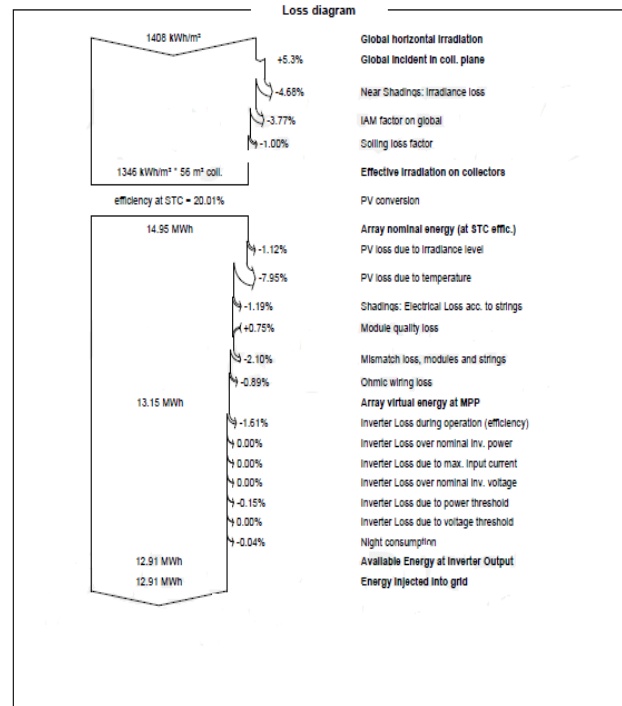 Loss diagram
1408 kWh/m² Global horizontal irradiation
+5.3% Global incident in coll. plane
-4.68% Near Shadings: irradiance loss
-3.77% IAM factor on global
-1.00% Soiling loss factor
1346 kWh/m² * 56 m² coll. Effective irradiation on collectors
efficiency at STC = 20.01% PV conversion
14.95 MWh Array nominal energy (at STC effic.)
-1.12% PV loss due to irradiance level
-7.95% PV loss due to temperature
-1.19% Shadings: Electrical Loss acc. to strings
+0.75% Module quality loss
-2.10% Mismatch loss, modules and strings
-0.89% Ohmic wiring loss
13.15 MWh Array virtual energy at MPP
-1.61% Inverter Loss during operation (efficiency)
0.00% Inverter Loss over nominal inv. power
0.00% Inverter Loss due to max. input current
0.00% Inverter Loss over nominal inv. voltage
-0.15% Inverter Loss due to power threshold
0.00% Inverter Loss due to voltage threshold
-0.04% Night consumption
12.91 MWh Available Energy at Inverter Output
12.91 MWh Energy injected into grid